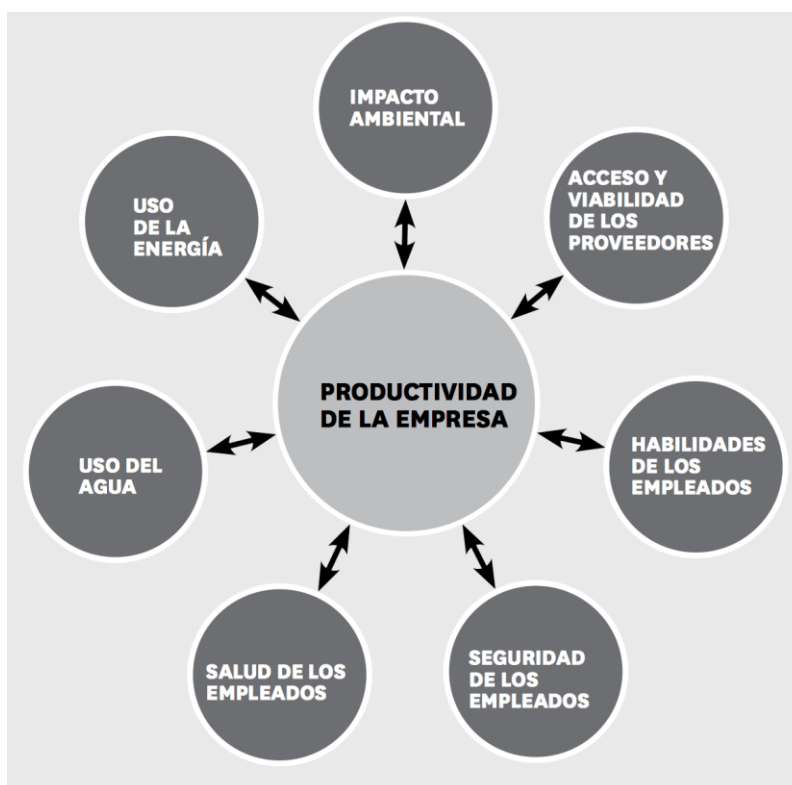 IMPACTO
AMBIENTAL
ACCESO Y
VIABILIDAD
DE LOS
PROVEEDORES
HABILIDADES
DE LOS
EMPLEADOS
SEGURIDAD
DE LOS
EMPLEADOS
SALUD DE LOS
EMPLEADOS
USO DEL
AGUA
USO
DE LA
ENERGÍA
PRODUCTIVIDAD
DE LA EMPRESA